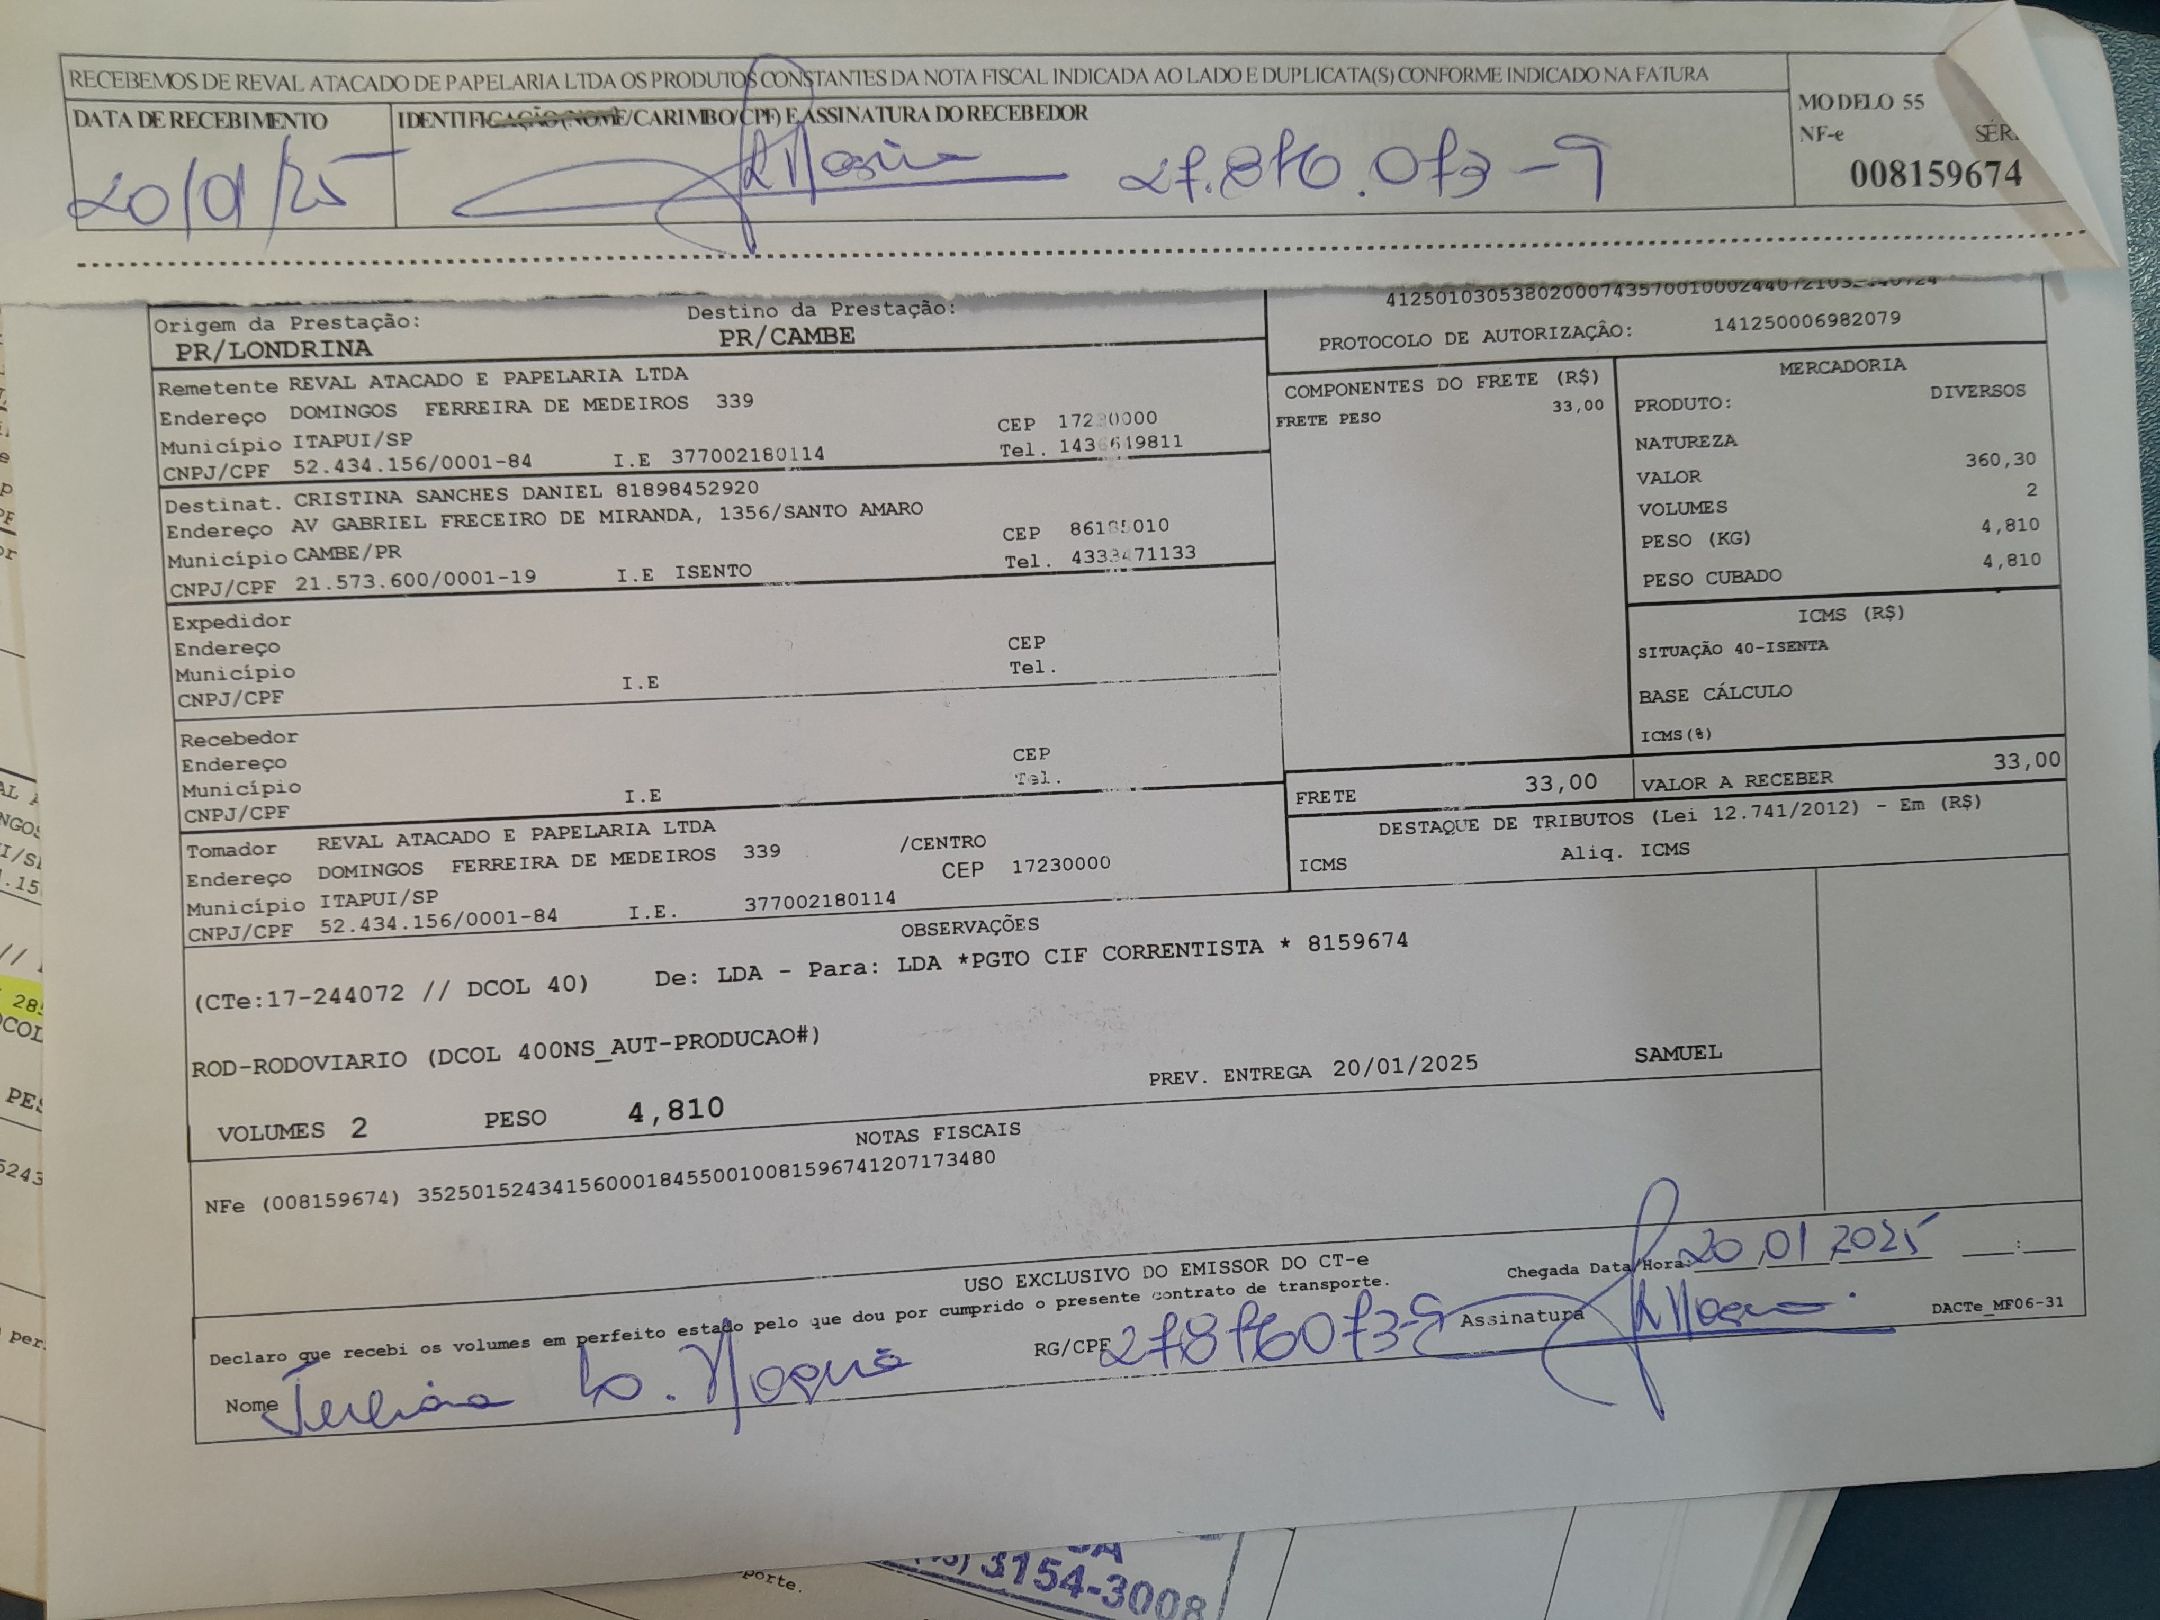 RECEBEMOS DE REVAL ATACADO DE PAPELARIA LTDA OS PRODUTOS CONSTANTES DA NOTA FISCAL INDICADA AO LADO E DUPLICATA(S) CONFORME INDICADO NA FATURA
DATA DE RECEBIMENTO
20/01/25
IDENTIFICAÇÃO (NOME/CARIMBO/CPF) E ASSINATURA DO RECEBEDOR
27.876.073-9
MODELO 55
NF-e
008159674
Origem da Prestação:
PR/LONDRINA
Destino da Prestação:
PR/CAMBE
PROTOCOLO DE AUTORIZAÇÃO: 141250006982079
Remetente REVAL ATACADO E PAPELARIA LTDA
Endereço DOMINGOS FERREIRA DE MEDEIROS 339
Município ITAPUI/SP CEP 17230000
CNPJ/CPF 52.434.156/0001-84 I.E 377002180114 Tel. 1436619811
Destinat. CRISTINA SANCHES DANIEL 81898452920
Endereço AV GABRIEL FRECEIRO DE MIRANDA, 1356/SANTO AMARO
Município CAMBE/PR CEP 86185010
CNPJ/CPF 21.573.600/0001-19 I.E ISENTO Tel. 4333471133
Expedidor
Endereço
Município CEP
CNPJ/CPF I.E Tel.
Recebedor
Endereço
Município CEP
CNPJ/CPF I.E Tel.
Tomador REVAL ATACADO E PAPELARIA LTDA
Endereço DOMINGOS FERREIRA DE MEDEIROS 339 /CENTRO
Município ITAPUI/SP CEP 17230000
CNPJ/CPF 52.434.156/0001-84 I.E. 377002180114
COMPONENTES DO FRETE (R$)
FRETE PESO 33,00
MERCADORIA
PRODUTO: DIVERSOS
NATUREZA
VALOR 360,30
VOLUMES 2
PESO (KG) 4,810
PESO CUBADO 4,810
ICMS (R$)
SITUAÇÃO 40-ISENTA
BASE CÁLCULO
ICMS(%)
FRETE 33,00 VALOR A RECEBER 33,00
DESTAQUE DE TRIBUTOS (Lei 12.741/2012) - Em (R$)
ICMS Aliq. ICMS
OBSERVAÇÕES
(CTe:17-244072 // DCOL 40) De: LDA - Para: LDA *PGTO CIF CORRENTISTA * 8159674
ROD-RODOVIARIO (DCOL 400NS_AUT-PRODUCAO#)
PREV. ENTREGA 20/01/2025 SAMUEL
VOLUMES 2 PESO 4,810
NOTAS FISCAIS
NFe (008159674) 35250152434156000184550010081596741207173480
USO EXCLUSIVO DO EMISSOR DO CT-e
Declaro que recebi os volumes em perfeito estado pelo que dou por cumprido o presente contrato de transporte.
Chegada Data/Hora: 20/01/2025 __:__
Nome
RG/CPF 278760739 Assinatura
DACTe_MF06-31
porte.
3154-3008